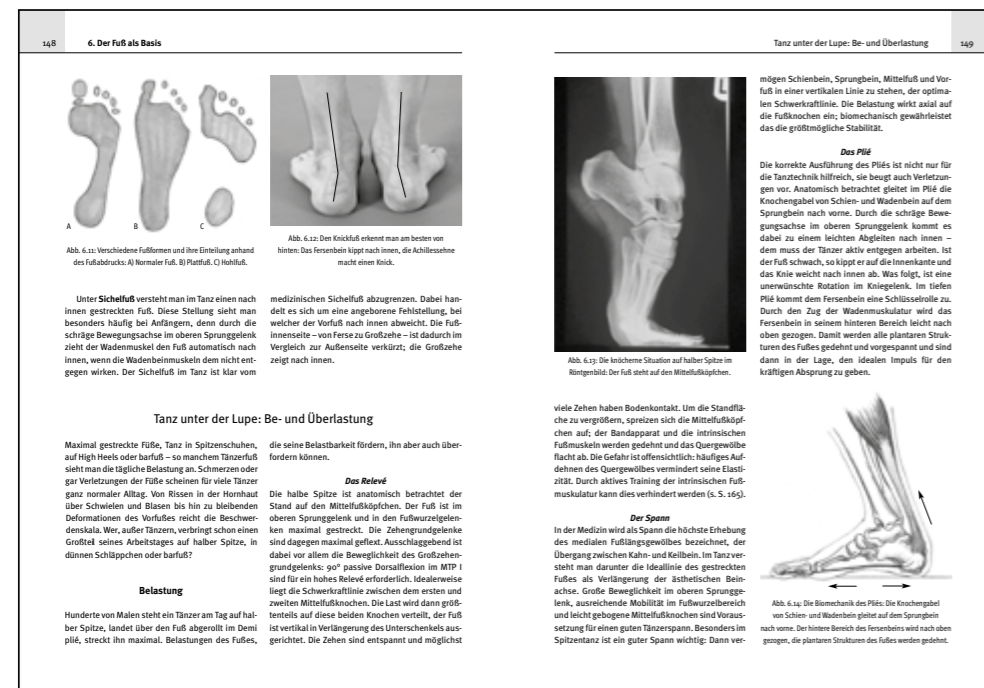 148
6. Der Fuß als Basis
A
B
C
Abb. 6.11: Verschiedene Fußformen und ihre Einteilung anhand
des Fußabdrucks: A) Normaler Fuß. B) Plattfuß. C) Hohlfuß.
Abb. 6.12: Den Knickfuß erkennt man am besten von
hinten: Das Fersenbein kippt nach innen, die Achillessehne
macht einen Knick.
Unter Sichelfuß versteht man im Tanz einen nach
innen gestreckten Fuß. Diese Stellung sieht man
besonders häufig bei Anfängern, denn durch die
schräge Bewegungsachse im oberen Sprunggelenk
zieht der Wadenmuskel den Fuß automatisch nach
innen, wenn die Wadenbeinmuskeln dem nicht ent-
gegen wirken. Der Sichelfuß im Tanz ist klar vom
medizinischen Sichelfuß abzugrenzen. Dabei han-
delt es sich um eine angeborene Fehlstellung, bei
welcher der Vorfuß nach innen abweicht. Die Fuß-
innenseite – von Ferse zu Großzehe – ist dadurch im
Vergleich zur Außenseite verkürzt; die Großzehe
zeigt nach innen.
Tanz unter der Lupe: Be- und Überlastung
Maximal gestreckte Füße, Tanz in Spitzenschuhen,
auf High Heels oder barfuß – so manchem Tänzerfuß
sieht man die tägliche Belastung an. Schmerzen oder
gar Verletzungen der Füße scheinen für viele Tänzer
ganz normaler Alltag. Von Rissen in der Hornhaut
über Schwielen und Blasen bis hin zu bleibenden
Deformationen des Vorfußes reicht die Beschwer-
denskala. Wer, außer Tänzern, verbringt schon einen
Großteil seines Arbeitstages auf halber Spitze, in
dünnen Schläppchen oder barfuß?
Belastung
Hunderte von Malen steht ein Tänzer am Tag auf hal-
ber Spitze, landet über den Fuß abgerollt im Demi
plié, streckt ihn maximal. Belastungen des Fußes,
die seine Belastbarkeit fördern, ihn aber auch über-
fordern können.
Das Relevé
Die halbe Spitze ist anatomisch betrachtet der
Stand auf den Mittelfußköpfchen. Der Fuß ist im
oberen Sprunggelenk und in den Fußwurzelgelen-
ken maximal gestreckt. Die Zehengrundgelenke
sind dagegen maximal geflext. Ausschlaggebend ist
dabei vor allem die Beweglichkeit des Großzehen-
grundgelenks: 90° passive Dorsalflexion im MTP I
sind für ein hohes Relevé erforderlich. Idealerweise
liegt die Schwerkraftlinie zwischen dem ersten und
zweiten Mittelfußknochen. Die Last wird dann größ-
tenteils auf diese beiden Knochen verteilt, der Fuß
ist vertikal in Verlängerung des Unterschenkels aus-
gerichtet. Die Zehen sind entspannt und möglichst
Tanz unter der Lupe: Be- und Überlastung
149
L
Abb. 6.13: Die knöcherne Situation auf halber Spitze im
Röntgenbild: Der Fuß steht auf den Mittelfußköpfchen.
viele Zehen haben Bodenkontakt. Um die Standflä-
che zu vergrößern, spreizen sich die Mittelfußköpf-
chen auf; der Bandapparat und die intrinsischen
Fußmuskeln werden gedehnt und das Quergewölbe
flacht ab. Die Gefahr ist offensichtlich: häufiges Auf-
dehnen des Quergewölbes vermindert seine Elasti-
zität. Durch aktives Training der intrinsischen Fuß-
muskulatur kann dies verhindert werden (s. S. 165).
Der Spann
In der Medizin wird als Spann die höchste Erhebung
des medialen Fußlängsgewölbes bezeichnet, der
Übergang zwischen Kahn- und Keilbein. Im Tanz ver-
steht man darunter die Ideallinie des gestreckten
Fußes als Verlängerung der ästhetischen Bein-
achse. Große Beweglichkeit im oberen Sprungge-
lenk, ausreichende Mobilität im Fußwurzelbereich
und leicht gebogene Mittelfußknochen sind Voraus-
setzung für einen guten Tänzerspann. Besonders im
Spitzentanz ist ein guter Spann wichtig: Dann ver-
mögen Schienbein, Sprungbein, Mittelfuß und Vor-
fuß in einer vertikalen Linie zu stehen, der optima-
len Schwerkraftlinie. Die Belastung wirkt axial auf
die Fußknochen ein; biomechanisch gewährleistet
das die größtmögliche Stabilität.
Das Plié
Die korrekte Ausführung des Pliés ist nicht nur für
die Tanztechnik hilfreich, sie beugt auch Verletzun-
gen vor. Anatomisch betrachtet gleitet im Plié die
Knochengabel von Schien- und Wadenbein auf dem
Sprungbein nach vorne. Durch die schräge Bewe-
gungsachse im oberen Sprunggelenk kommt es
dabei zu einem leichten Abgleiten nach innen –
dem muss der Tänzer aktiv entgegen arbeiten. Ist
der Fuß schwach, so kippt er auf die Innenkante und
das Knie weicht nach innen ab. Was folgt, ist eine
unerwünschte Rotation im Kniegelenk. Im tiefen
Plié kommt dem Fersenbein eine Schlüsselrolle zu.
Durch den Zug der Wadenmuskulatur wird das
Fersenbein in seinem hinteren Bereich leicht nach
oben gezogen. Damit werden alle plantaren Struk-
turen des Fußes gedehnt und vorgespannt und sind
dann in der Lage, den idealen Impuls für den
kräftigen Absprung zu geben.
Abb. 6.14: Die Biomechanik des Pliés: Die Knochengabel
von Schien- und Wadenbein gleitet auf dem Sprungbein
nach vorne. Der hintere Bereich des Fersenbeins wird nach oben
gezogen, die plantaren Strukturen des Fußes werden gedehnt.